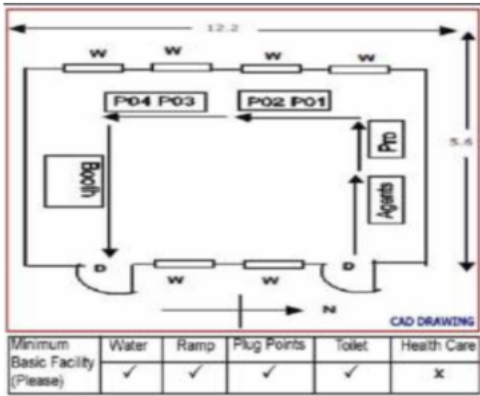 12.2
W W W W
P04 P03 P02 P01
Pro
5.6
Booth
Agents
D D
W W
N
CAD DRAWING
Minimum Basic Facility (Please) Water Ramp Plug Points Toilet Health Care
✓ ✓ ✓ ✓ x